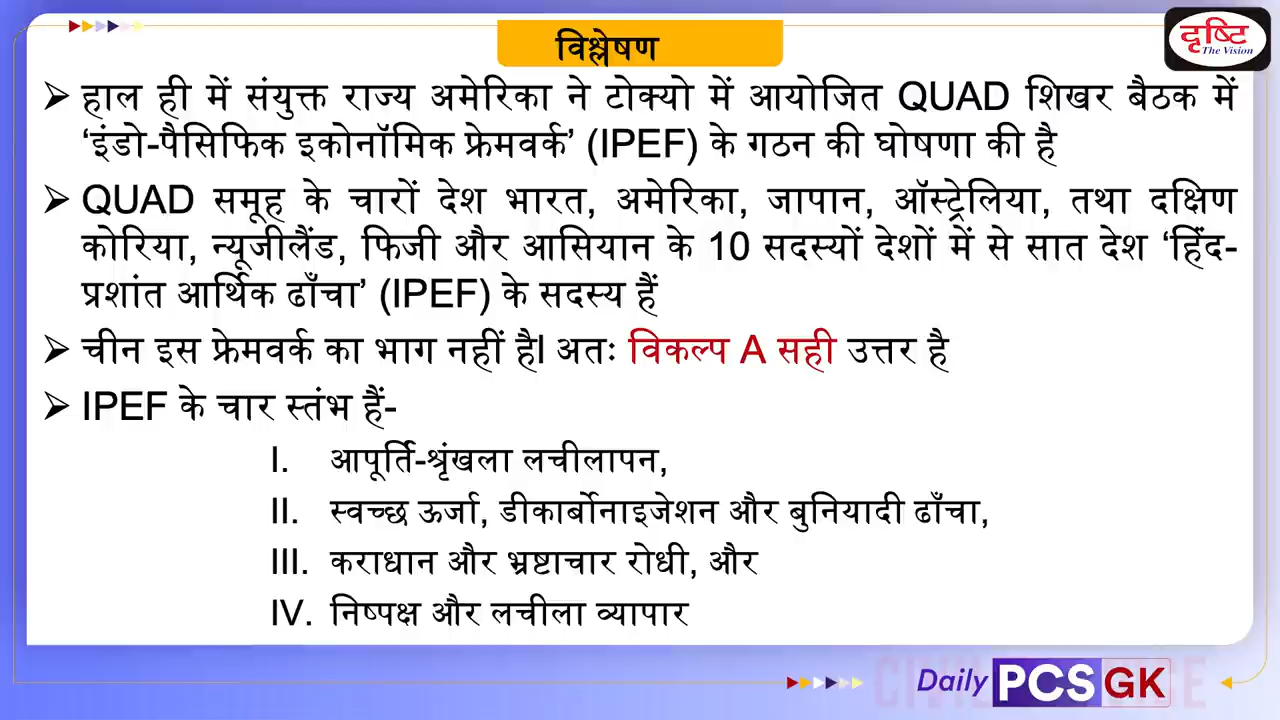 विश्लेषण
दृष्टि
The Vision
➢ हाल ही में संयुक्त राज्य अमेरिका ने टोक्यो में आयोजित QUAD शिखर बैठक में
‘इंडो-पैसिफिक इकोनॉमिक फ्रेमवर्क’ (IPEF) के गठन की घोषणा की है
➢ QUAD समूह के चारों देश भारत, अमेरिका, जापान, ऑस्ट्रेलिया, तथा दक्षिण
कोरिया, न्यूजीलैंड, फिजी और आसियान के 10 सदस्यों देशों में से सात देश ‘हिंद-
प्रशांत आर्थिक ढाँचा’ (IPEF) के सदस्य हैं
➢ चीन इस फ्रेमवर्क का भाग नहीं है। अतः विकल्प A सही उत्तर है
➢ IPEF के चार स्तंभ हैं-
I. आपूर्ति-श्रृंखला लचीलापन,
II. स्वच्छ ऊर्जा, डीकार्बोनाइजेशन और बुनियादी ढाँचा,
III. कराधान और भ्रष्टाचार रोधी, और
IV. निष्पक्ष और लचीला व्यापार
Daily PCS GK